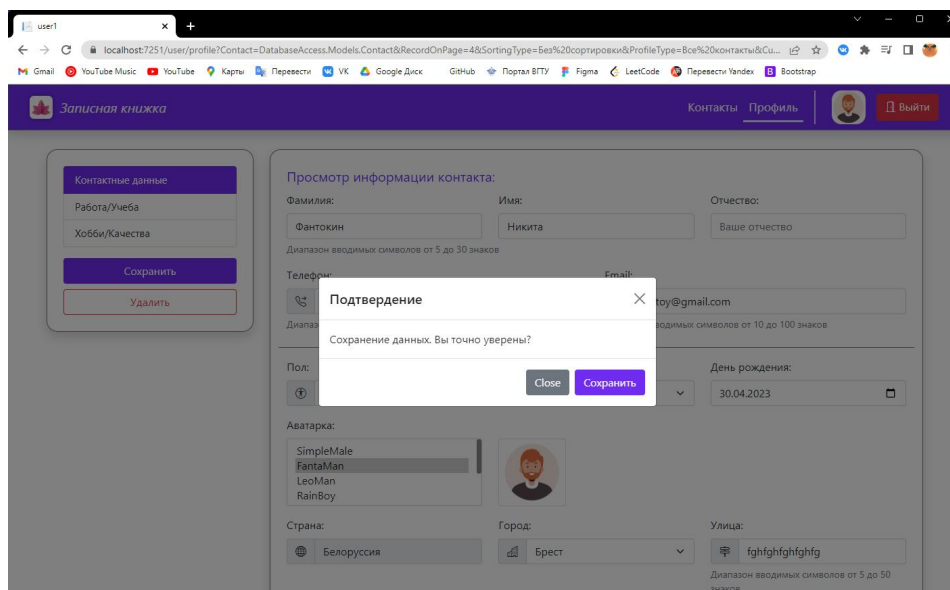 user1
localhost:7251/user/profile?Contact=DatabaseAccess.Models.Contact&RecordOnPage=4&SortingType=Без%20сортировки&ProfileType=Все%20контакты&Cu...
Gmail YouTube Music YouTube Карты Перевести VK Google Диск GitHub Портал ВГТУ Figma LeetCode Перевести Yandex Bootstrap
Записная книжка Контакты Профиль Выйти
Контактные данные
Работа/Учеба
Хобби/Качества
Сохранить
Удалить
Просмотр информации контакта:
Фамилия: Имя: Отчество:
Фантокин Никита Ваше отчество
Диапазон вводимых символов от 5 до 30 знаков
Телефон: Email:
toy@gmail.com
Диапаз
водимых символов от 10 до 100 знаков
Подтвердение
Сохранение данных. Вы точно уверены?
Close Сохранить
Пол: День рождения:
30.04.2023
Аватарка:
SimpleMale
FantaMan
LeoMan
RainBoy
Страна: Город: Улица:
Белоруссия Брест fghfghfghfghfg
Диапазон вводимых символов от 5 до 50
знаков